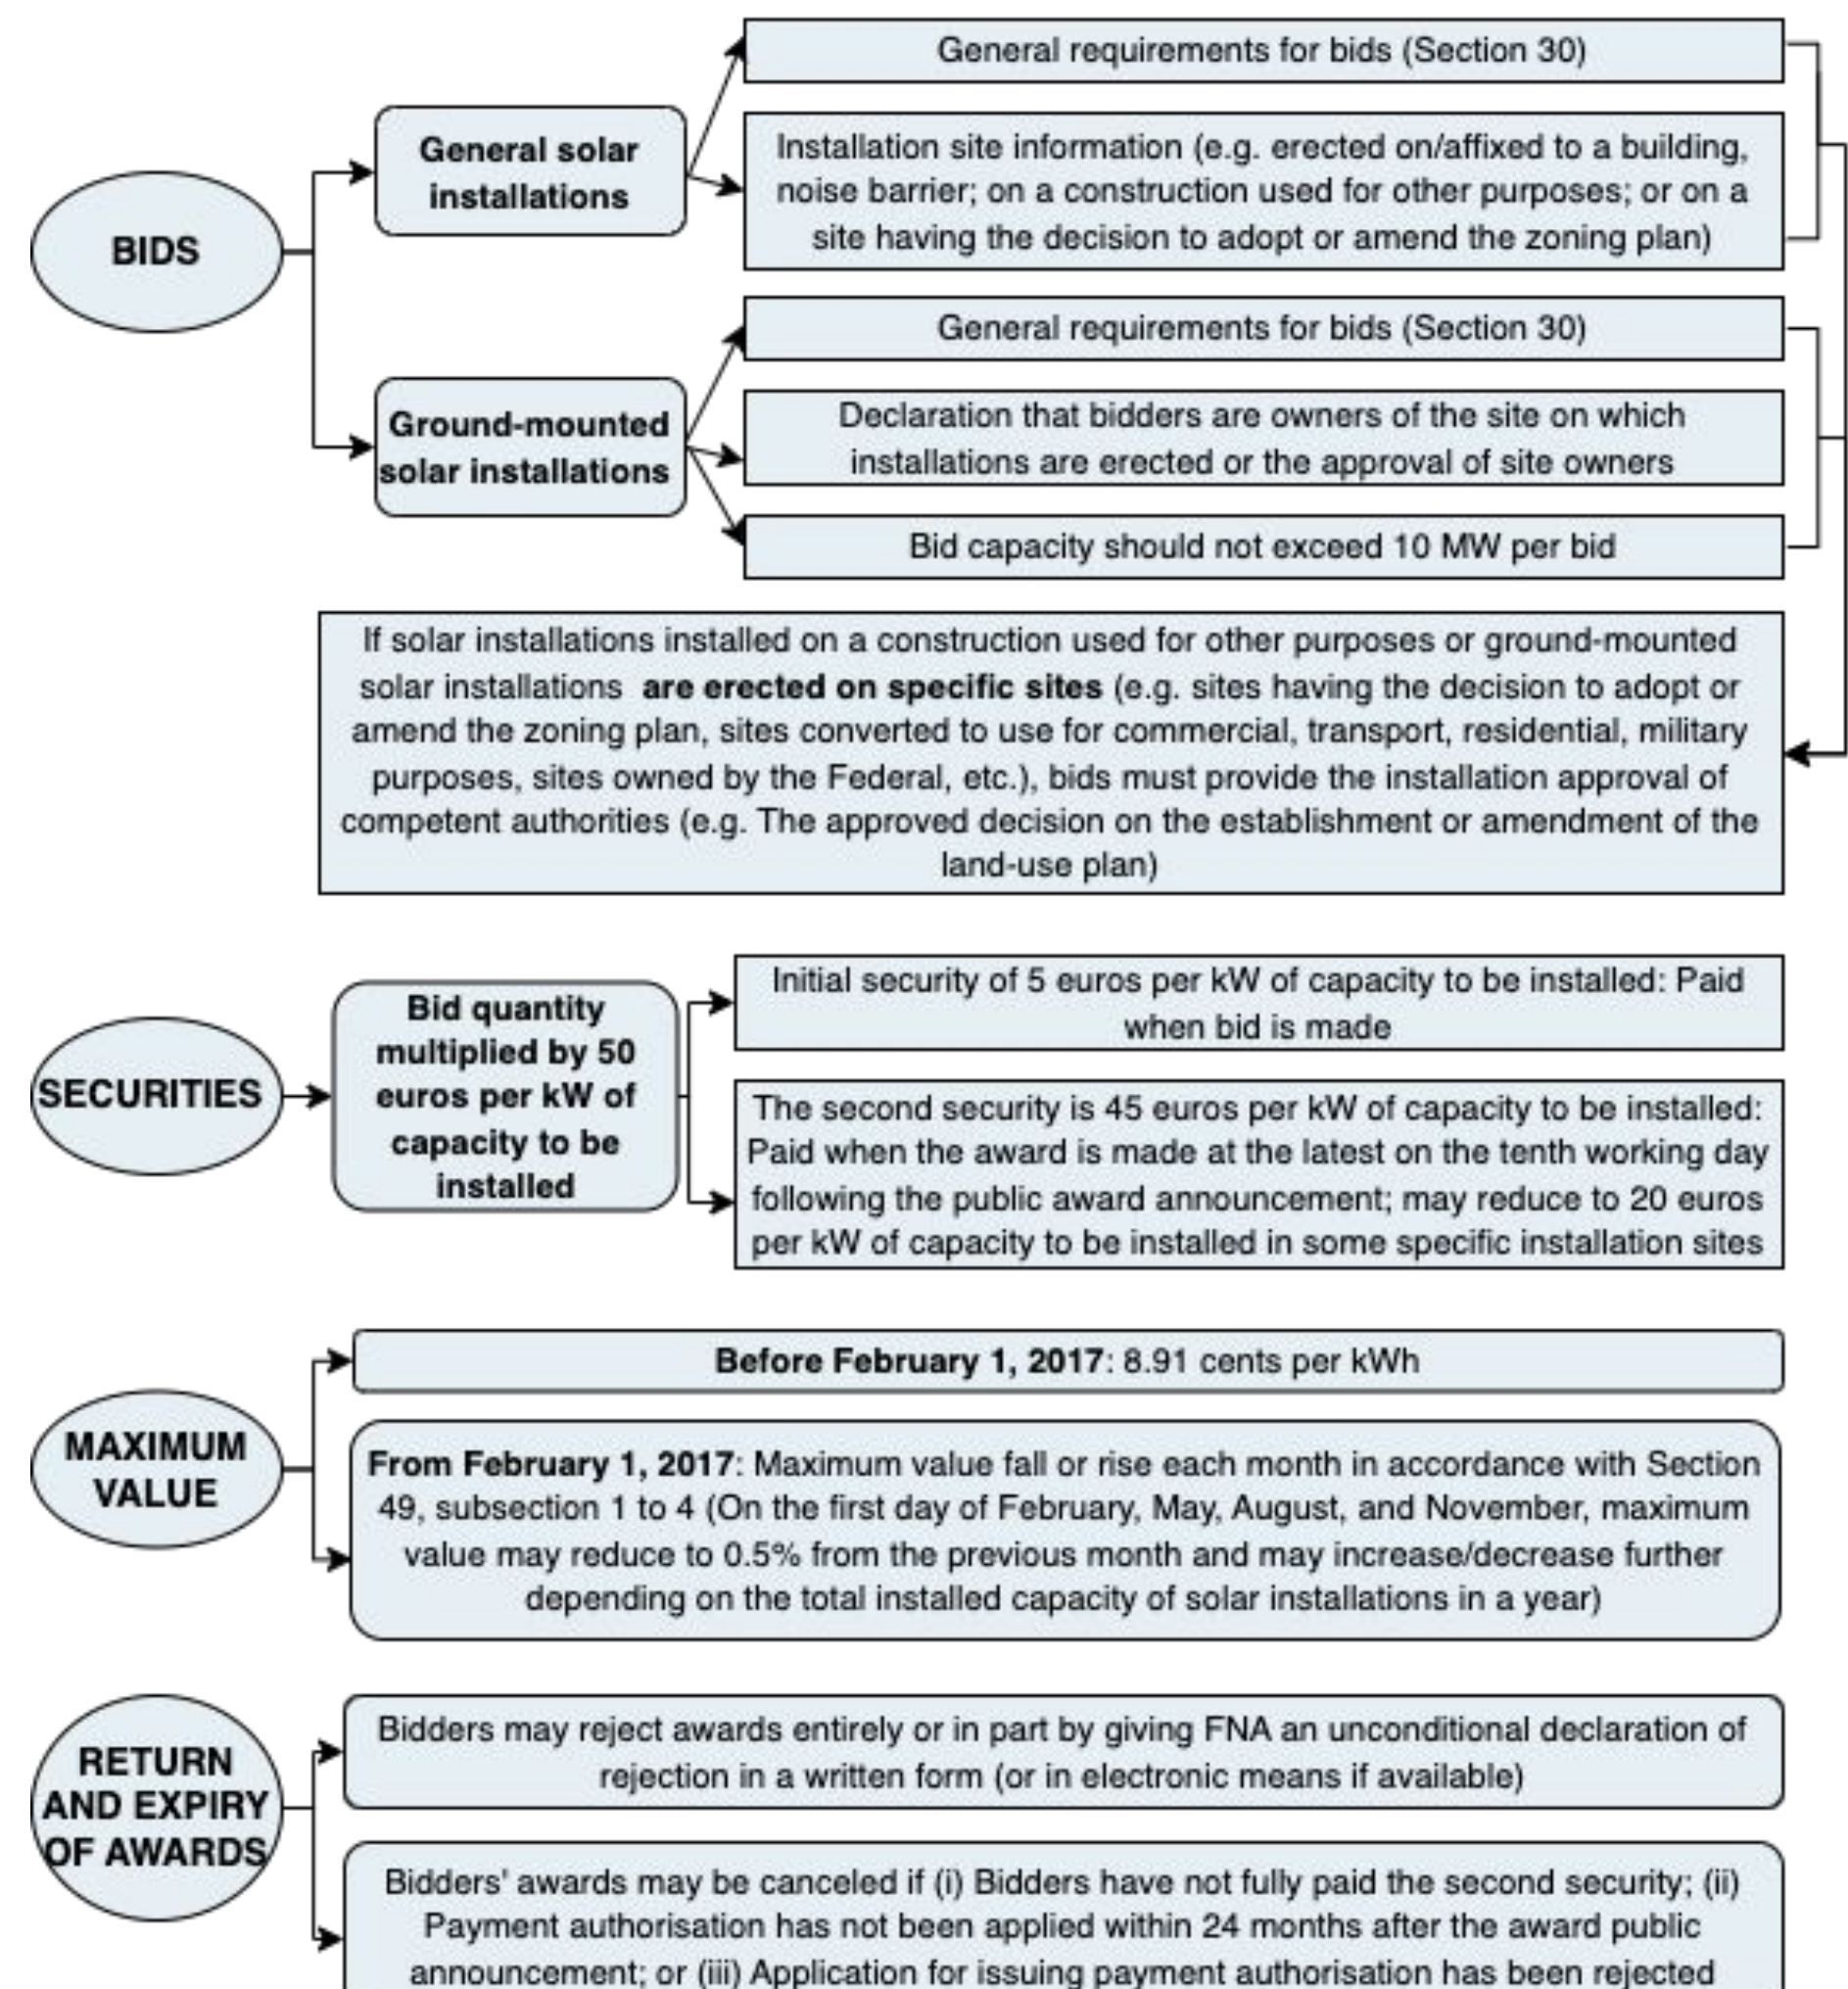 BIDS
General solar
installations
General requirements for bids (Section 30)
Installation site information (e.g. erected on/affixed to a building,
noise barrier; on a construction used for other purposes; or on a
site having the decision to adopt or amend the zoning plan)
Ground-mounted
solar installations
General requirements for bids (Section 30)
Declaration that bidders are owners of the site on which
installations are erected or the approval of site owners
Bid capacity should not exceed 10 MW per bid
If solar installations installed on a construction used for other purposes or ground-mounted
solar installations are erected on specific sites (e.g. sites having the decision to adopt or
amend the zoning plan, sites converted to use for commercial, transport, residential, military
purposes, sites owned by the Federal, etc.), bids must provide the installation approval of
competent authorities (e.g. The approved decision on the establishment or amendment of the
land-use plan)
SECURITIES
Bid quantity
multiplied by 50
euros per kW of
capacity to be
installed
Initial security of 5 euros per kW of capacity to be installed: Paid
when bid is made
The second security is 45 euros per kW of capacity to be installed:
Paid when the award is made at the latest on the tenth working day
following the public award announcement; may reduce to 20 euros
per kW of capacity to be installed in some specific installation sites
MAXIMUM
VALUE
Before February 1, 2017: 8.91 cents per kWh
From February 1, 2017: Maximum value fall or rise each month in accordance with Section
49, subsection 1 to 4 (On the first day of February, May, August, and November, maximum
value may reduce to 0.5% from the previous month and may increase/decrease further
depending on the total installed capacity of solar installations in a year)
RETURN
AND EXPIRY
OF AWARDS
Bidders may reject awards entirely or in part by giving FNA an unconditional declaration of
rejection in a written form (or in electronic means if available)
Bidders' awards may be canceled if (i) Bidders have not fully paid the second security; (ii)
Payment authorisation has not been applied within 24 months after the award public
announcement; or (iii) Application for issuing payment authorisation has been rejected